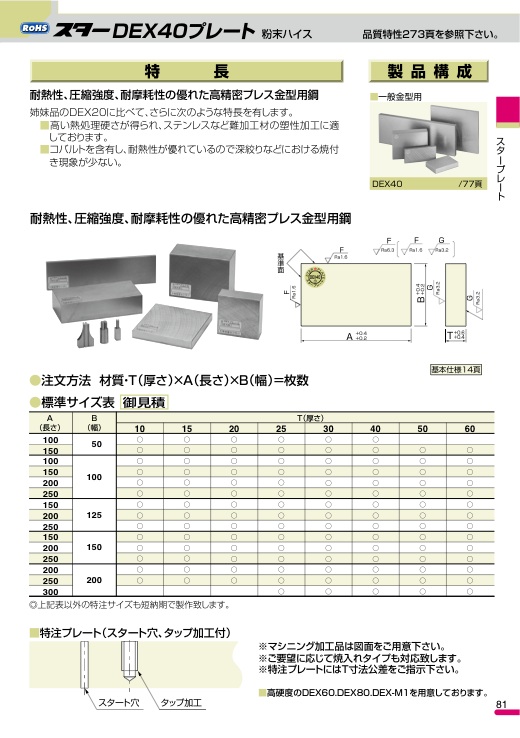 RoHS スターDEX40プレート 粉末ハイス 品質特性273頁を参照下さい。
特 長
耐熱性、圧縮強度、耐摩耗性の優れた高精密プレス金型用鋼
姉妹品のDEX20に比べて、さらに次のような特長を有します。
■高い熱処理硬さが得られ、ステンレスなど難加工材の塑性加工に適
しております。
■コバルトを含有し、耐熱性が優れているので深絞りなどにおける焼付
き現象が少ない。
製品構成
■一般金型用
DEX40 /77頁
スタープレート
耐熱性、圧縮強度、耐摩耗性の優れた高精密プレス金型用鋼
基準面
F
Ra1.6
F
Ra6.3
F
Ra1.6
G
Ra3.2
F
Ra1.6
B +0.4 +0.2
G
Ra3.2
G
Ra3.2
A +0.4 +0.2
T +0.6 +0.4
基本仕様14頁
●注文方法 材質・T(厚さ)×A(長さ)×B(幅)=枚数
●標準サイズ表 御見積
A (長さ) B (幅) T(厚さ)
10 15 20 25 30 40 50 60
100 50 ○ ○ ○ ○ ○ ○
150 ○ ○ ○ ○ ○ ○ ○ ○
100 100 ○ ○ ○ ○ ○ ○ ○ ○
150 ○ ○ ○ ○ ○ ○ ○ ○
200 ○ ○ ○ ○ ○ ○ ○ ○
250 ○ ○ ○ ○ ○ ○ ○ ○
150 125 ○ ○ ○ ○ ○ ○ ○ ○
200 ○ ○ ○ ○ ○ ○ ○ ○
250 ○ ○ ○ ○ ○ ○ ○ ○
150 150 ○ ○ ○ ○ ○ ○ ○ ○
200 ○ ○ ○ ○ ○ ○ ○ ○
250 ○ ○ ○ ○ ○ ○ ○ ○
200 200 ○ ○ ○ ○ ○ ○ ○ ○
250 ○ ○ ○ ○ ○ ○ ○ ○
300 ○ ○ ○ ○ ○
◎上記表以外の特注サイズも短納期で製作致します。
■特注プレート(スタート穴、タップ加工付)
スタート穴 タップ加工
※マシニング加工品は図面をご用意下さい。
※ご要望に応じて焼入れタイプも対応致します。
※特注プレートにはT寸法公差をご指示下さい。
■高硬度のDEX60.DEX80.DEX-M1を用意しております。
81